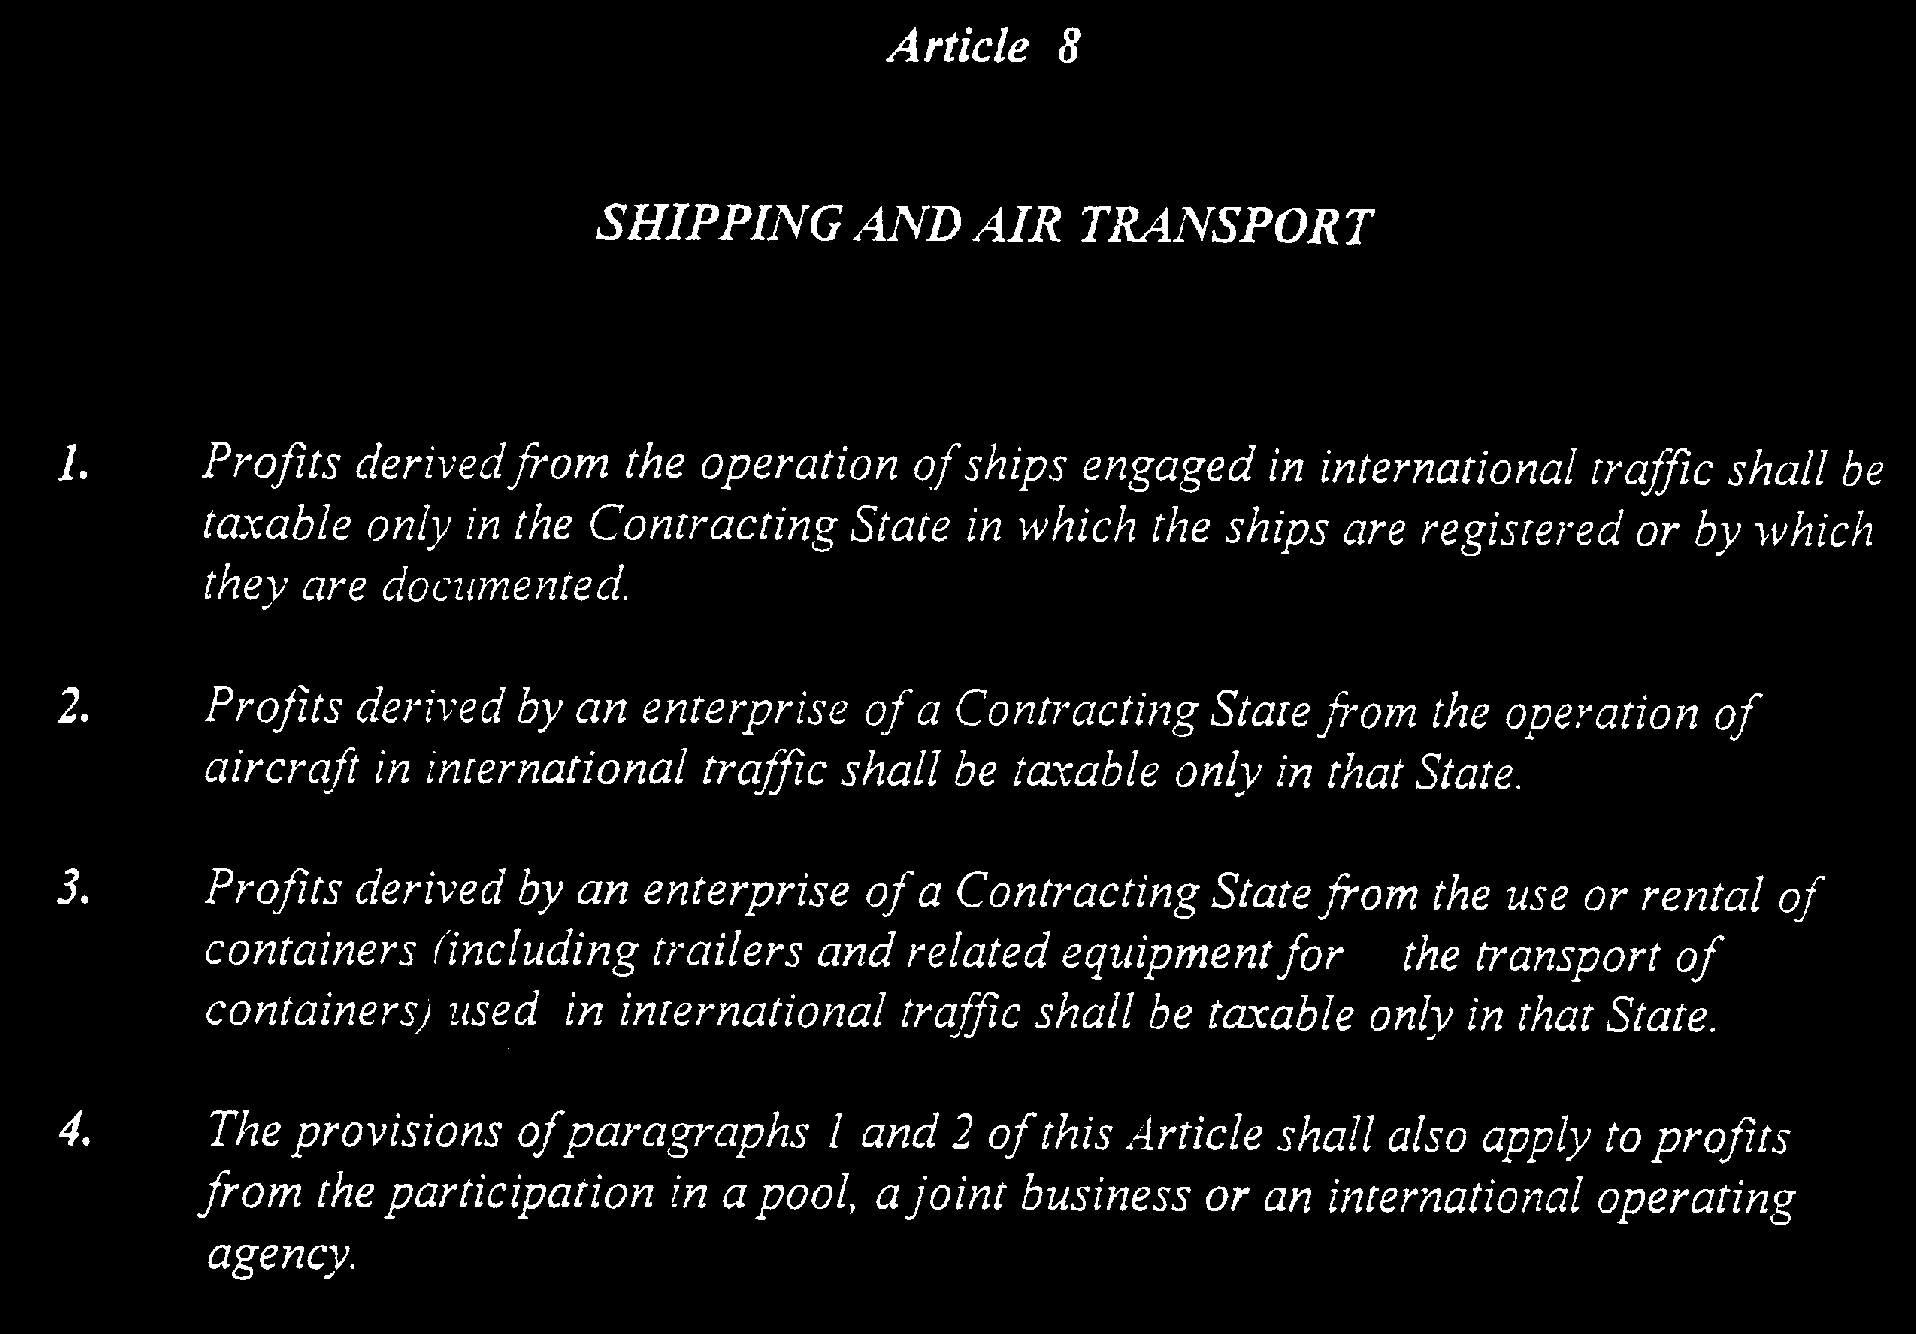 Article 8
SHIPPING AND AIR TRANSPORT
1. Profits derived from the operation of ships engaged in international traffic shall be
taxable only in the Contracting State in which the ships are registered or by which
they are documented.
2. Profits derived by an enterprise of a Contracting State from the operation of
aircraft in international traffic shall be taxable only in that State.
3. Profits derived by an enterprise of a Contracting State from the use or rental of
containers (including trailers and related equipment for the transport of
containers) used in international traffic shall be taxable only in that State.
4. The provisions of paragraphs 1 and 2 of this Article shall also apply to profits
from the participation in a pool, a joint business or an international operating
agency.